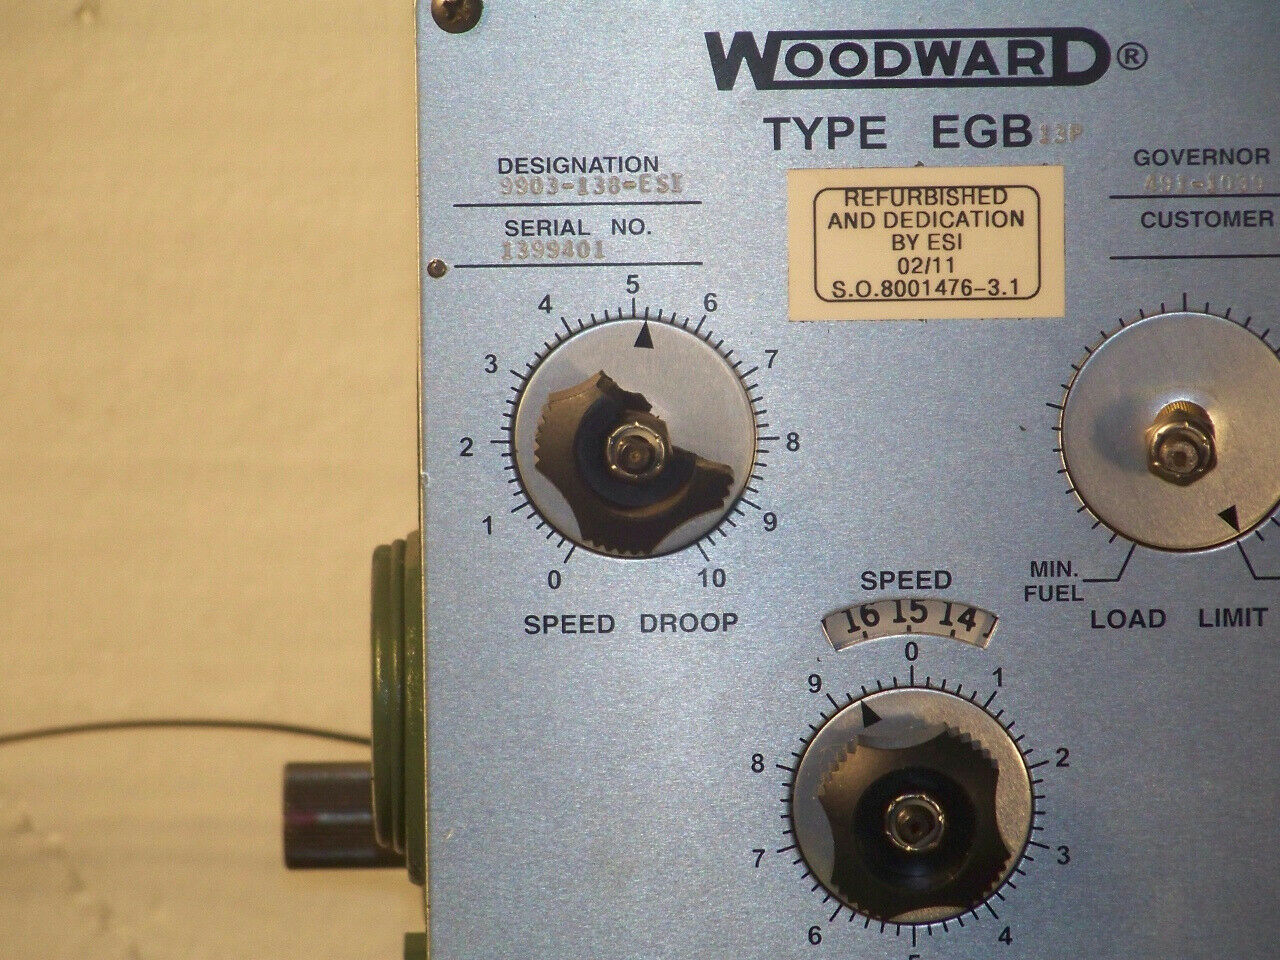 WOODWARD®
TYPE EGB 13P
DESIGNATION
9903-138-ESI
SERIAL NO.
1399401
REFURBISHED
AND DEDICATION
BY ESI
02/11
S.O.8001476-3.1
GOVERNOR
CUSTOMER
0 1 2 3 4 5 6 7 8 9 10
SPEED DROOP
MIN.
FUEL
LOAD LIMIT
SPEED
16 15 14
0 1 2 3 4 5 6 7 8 9